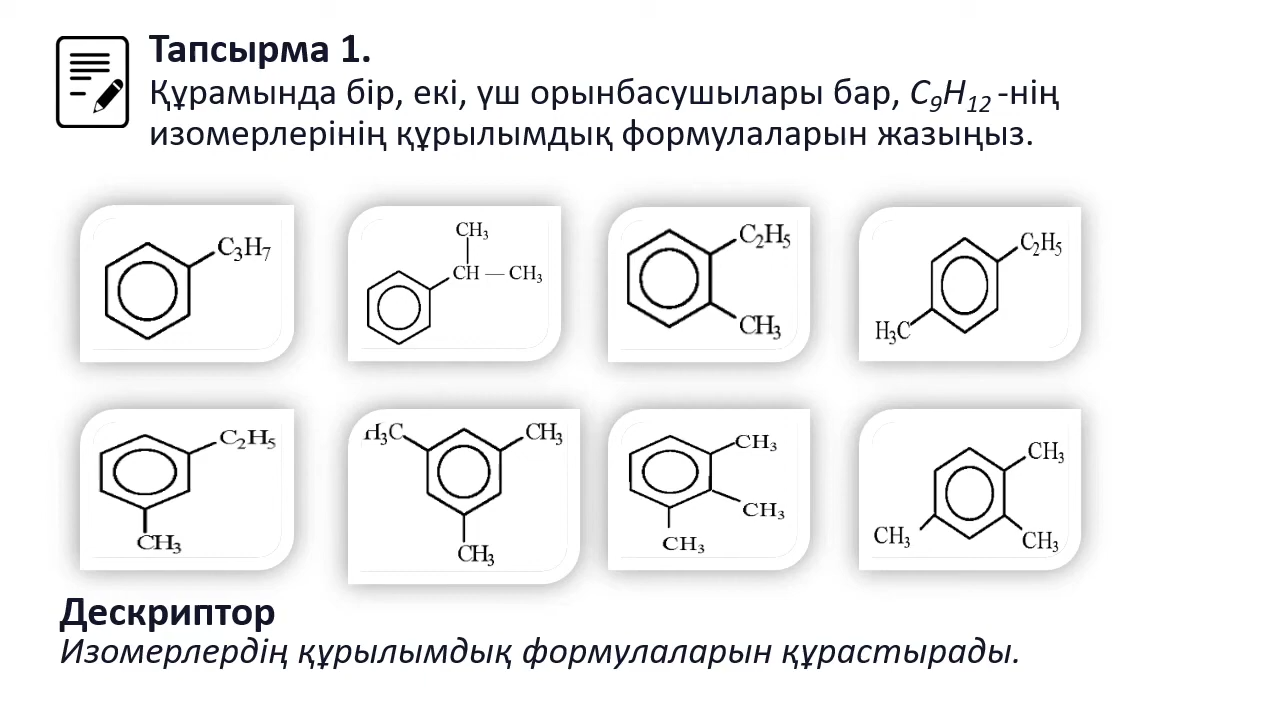 Тапсырма 1.
Құрамында бір, екі, үш орынбасушылары бар, C₉H₁₂ -нің
изомерлерінің құрылымдық формулаларын жазыңыз.
C₃H₇
CH₃
CH — CH₃
C₂H₅
CH₃
C₂H₅
H₃C
C₂H₅
CH₃
H₃C
CH₃
CH₃
CH₃
CH₃
CH₃
CH₃
CH₃
CH₃
Дескриптор
Изомерлердің құрылымдық формулаларын құрастырады.